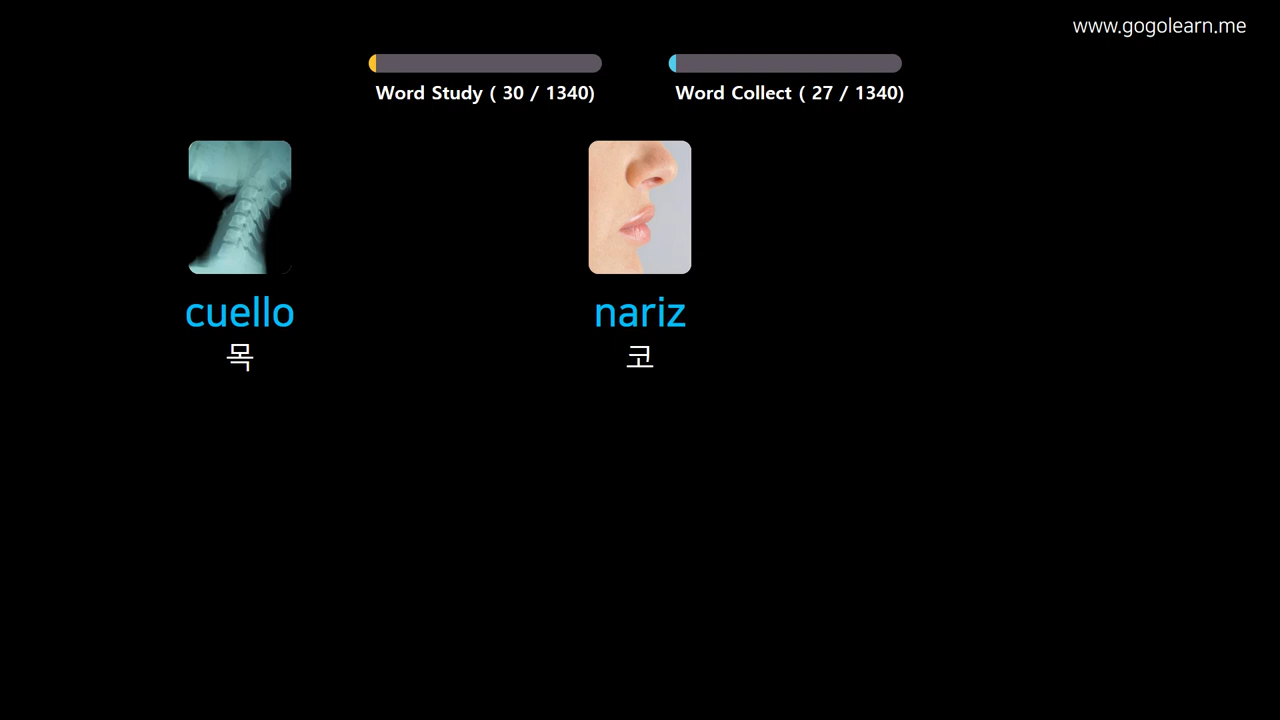 www.gogolearn.me
Word Study ( 30 / 1340)
Word Collect ( 27 / 1340)
cuello
목
nariz
코